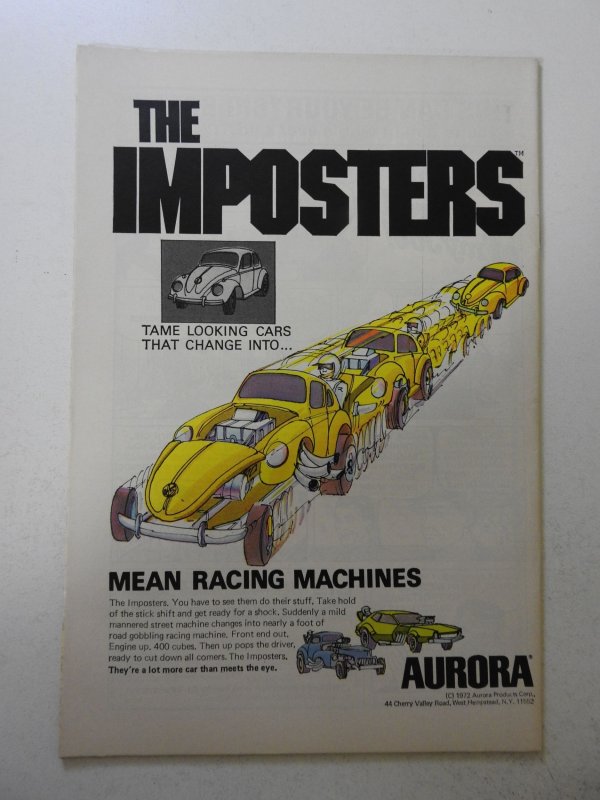 THE
IMPOSTERS™
TAME LOOKING CARS
THAT CHANGE INTO...
MEAN RACING MACHINES
The Imposters. You have to see them do their stuff. Take hold
of the stick shift and get ready for a shock. Suddenly a mild
mannered street machine changes into nearly a foot of
road gobbling racing machine. Front end out.
Engine up. 400 cubes. Then up pops the driver,
ready to cut down all comers. The Imposters.
They're a lot more car than meets the eye.
AURORA®
(C) 1972 Aurora Products Corp.,
44 Cherry Valley Road, West Hempstead, N.Y. 11552